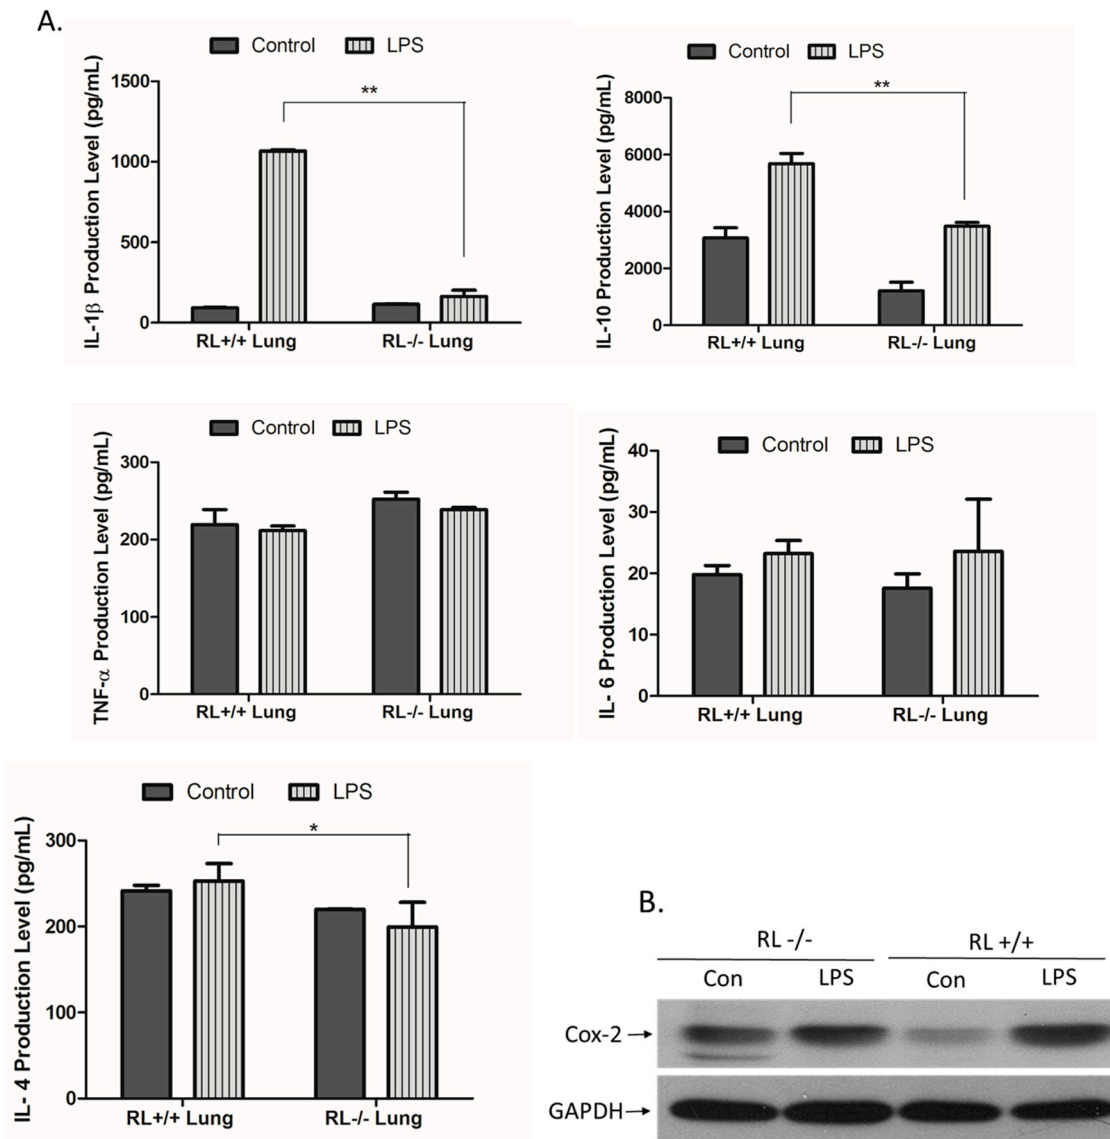 A.
Control LPS
IL-1β Production Level (pg/mL)
1500
1000
500
0
**
RL+/+ Lung RL-/- Lung
Control LPS
IL-10 Production Level (pg/mL)
8000
6000
4000
2000
0
**
RL+/+ Lung RL-/- Lung
Control LPS
TNF-α Production Level (pg/mL)
300
200
100
0
RL+/+ Lung RL-/- Lung
Control LPS
IL- 6 Production Level (pg/mL)
40
30
20
10
0
RL+/+ Lung RL-/- Lung
Control LPS
IL- 4 Production Level (pg/mL)
300
200
100
0
*
RL+/+ Lung RL-/- Lung
B.
RL -/- RL +/+
Con LPS Con LPS
Cox-2
GAPDH